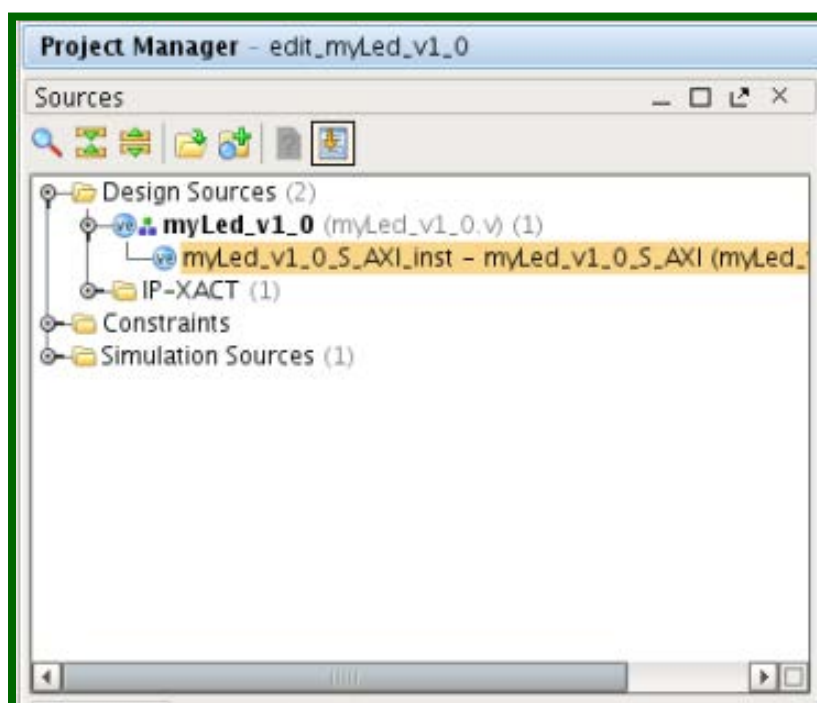 Project Manager - edit_myLed_v1_0
Sources
Design Sources (2)
myLed_v1_0 (myLed_v1_0.v) (1)
myLed_v1_0_S_AXI_inst - myLed_v1_0_S_AXI (myLed_
IP-XACT (1)
Constraints
Simulation Sources (1)